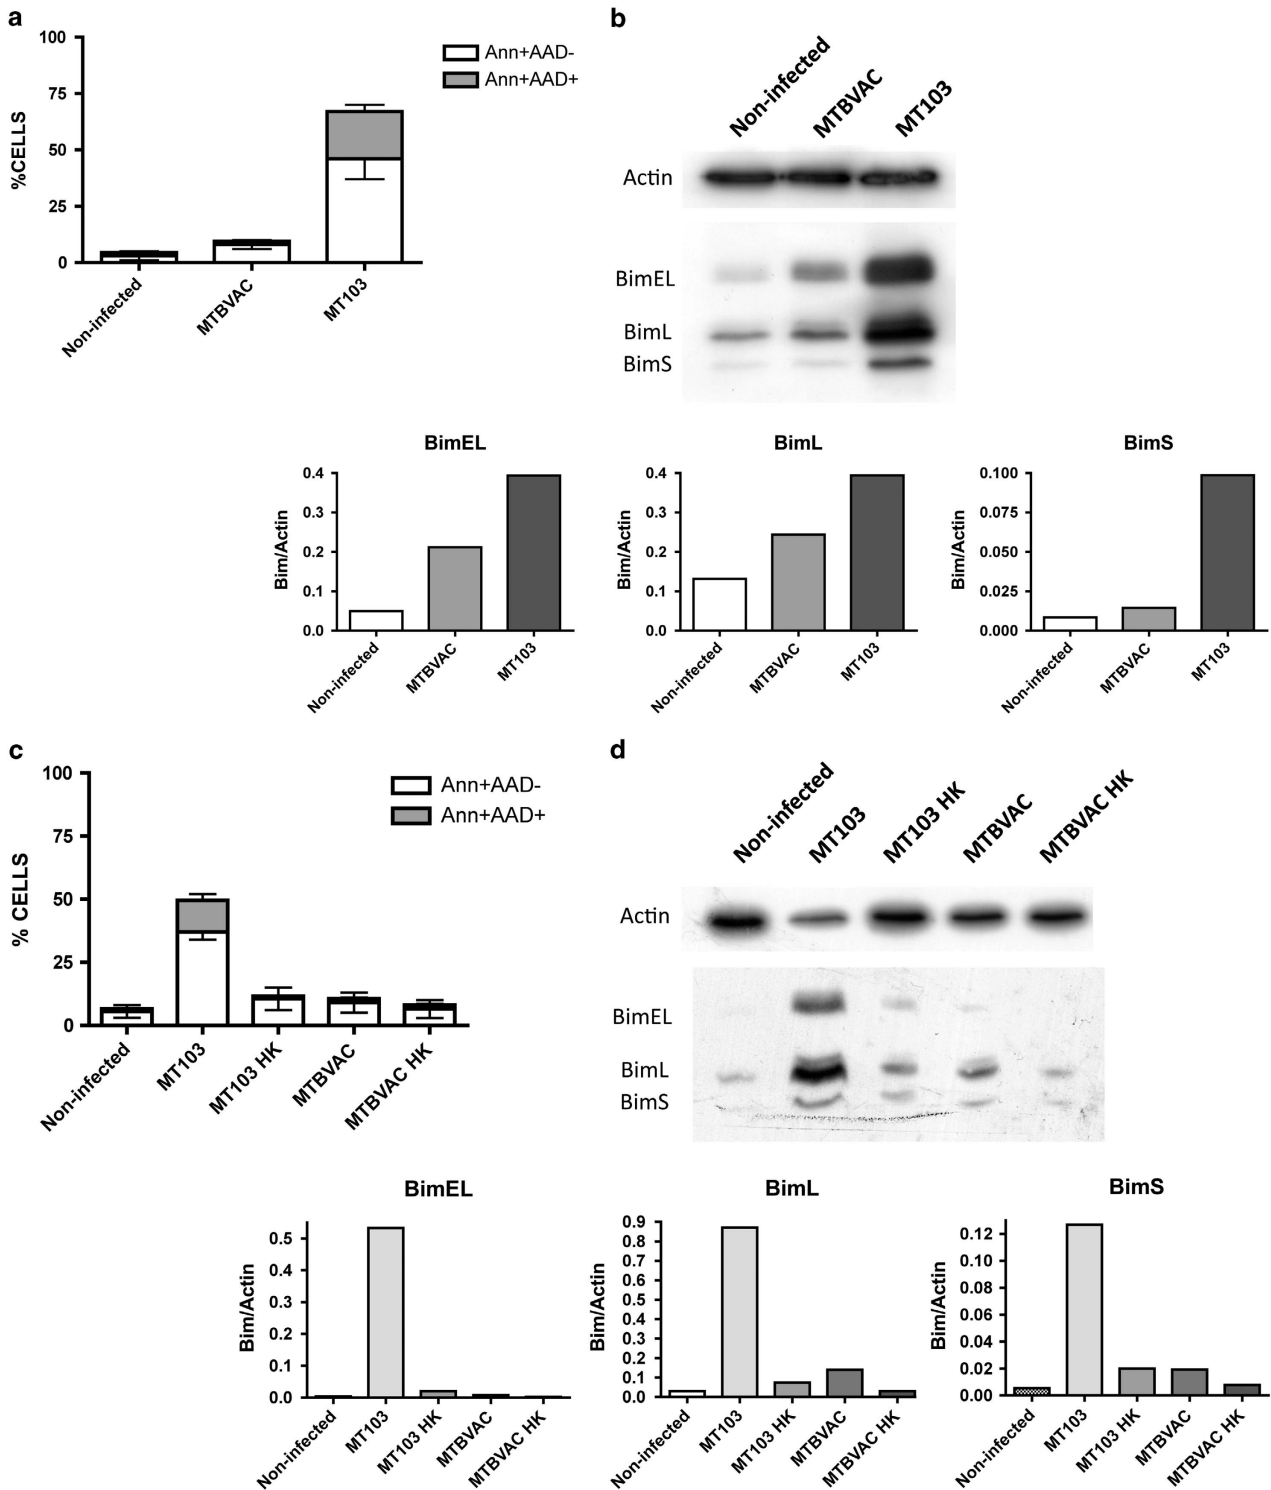 a
%CELLS
100
75
50
25
0
Ann+AAD-
Ann+AAD+
Non-infected
MTBVAC
MT103
b
Non-infected
MTBVAC
MT103
Actin
BimEL
BimL
BimS
BimEL
Bim/Actin
0.4
0.3
0.2
0.1
0.0
Non-infected
MTBVAC
MT103
BimL
Bim/Actin
0.4
0.3
0.2
0.1
0.0
Non-infected
MTBVAC
MT103
BimS
Bim/Actin
0.100
0.075
0.050
0.025
0.000
Non-infected
MTBVAC
MT103
c
% CELLS
100
75
50
25
0
Ann+AAD-
Ann+AAD+
Non-infected
MT103
MT103 HK
MTBVAC
MTBVAC HK
d
Non-infected
MT103
MT103 HK
MTBVAC
MTBVAC HK
Actin
BimEL
BimL
BimS
BimEL
Bim/Actin
0.5
0.4
0.3
0.2
0.1
0.0
Non-infected
MT103
MT103 HK
MTBVAC
MTBVAC HK
BimL
Bim/Actin
0.9
0.8
0.7
0.6
0.5
0.4
0.3
0.2
0.1
0.0
Non-infected
MT103
MT103 HK
MTBVAC
MTBVAC HK
BimS
Bim/Actin
0.12
0.10
0.08
0.06
0.04
0.02
0.00
Non-infected
MT103
MT103 HK
MTBVAC
MTBVAC HK